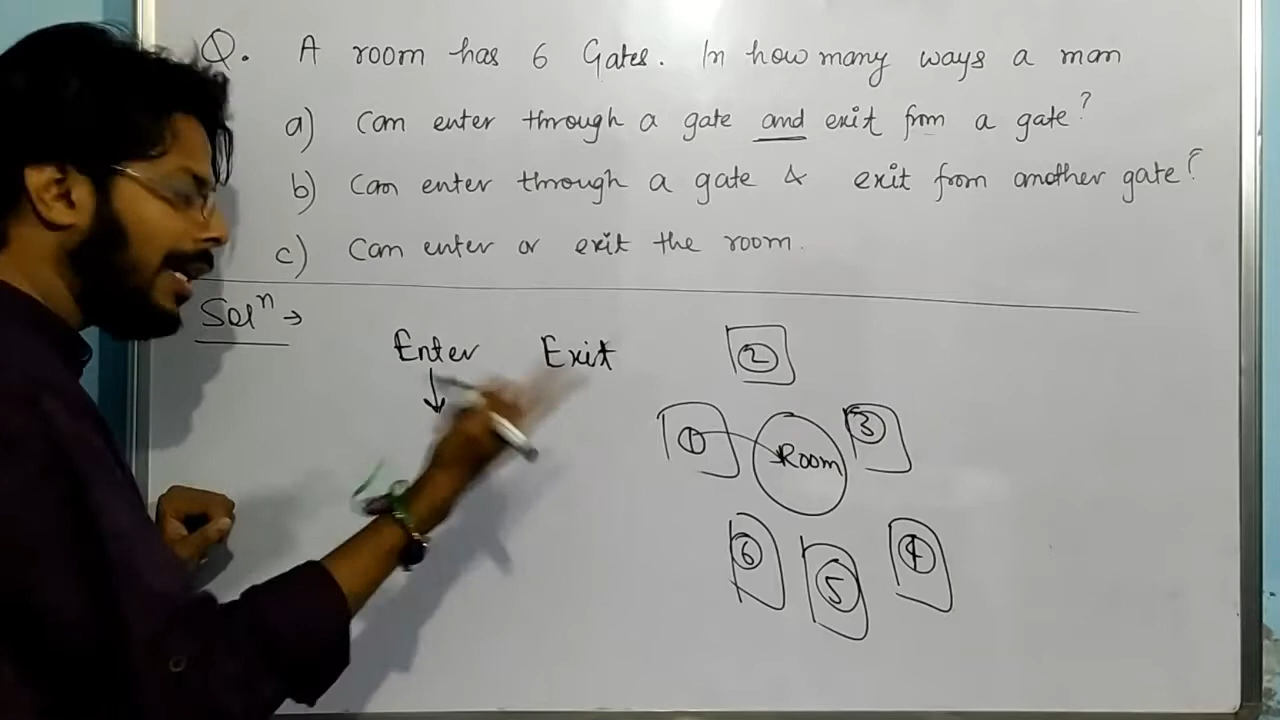 Q. A room has 6 Gates. In how many ways a man
a) Can enter through a gate and exit from a gate?
b) Can enter through a gate & exit from another gate?
c) Can enter or exit the room.
Solⁿ →
Enter Exit
2
1 Room 3
6 5 4